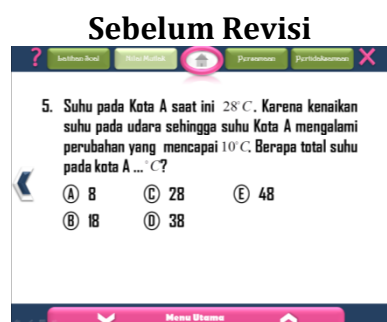 Sebelum Revisi
? Latihan Soal Nilai Mutlak Persamaan Pertidaksamaan X
5. Suhu pada Kota A saat ini 28°C. Karena kenaikan
suhu pada udara sehingga suhu Kota A mengalami
perubahan yang mencapai 10°C. Berapa total suhu
pada kota A ...°C?
A 8 C 28 E 48
B 18 D 38
Menu Utama